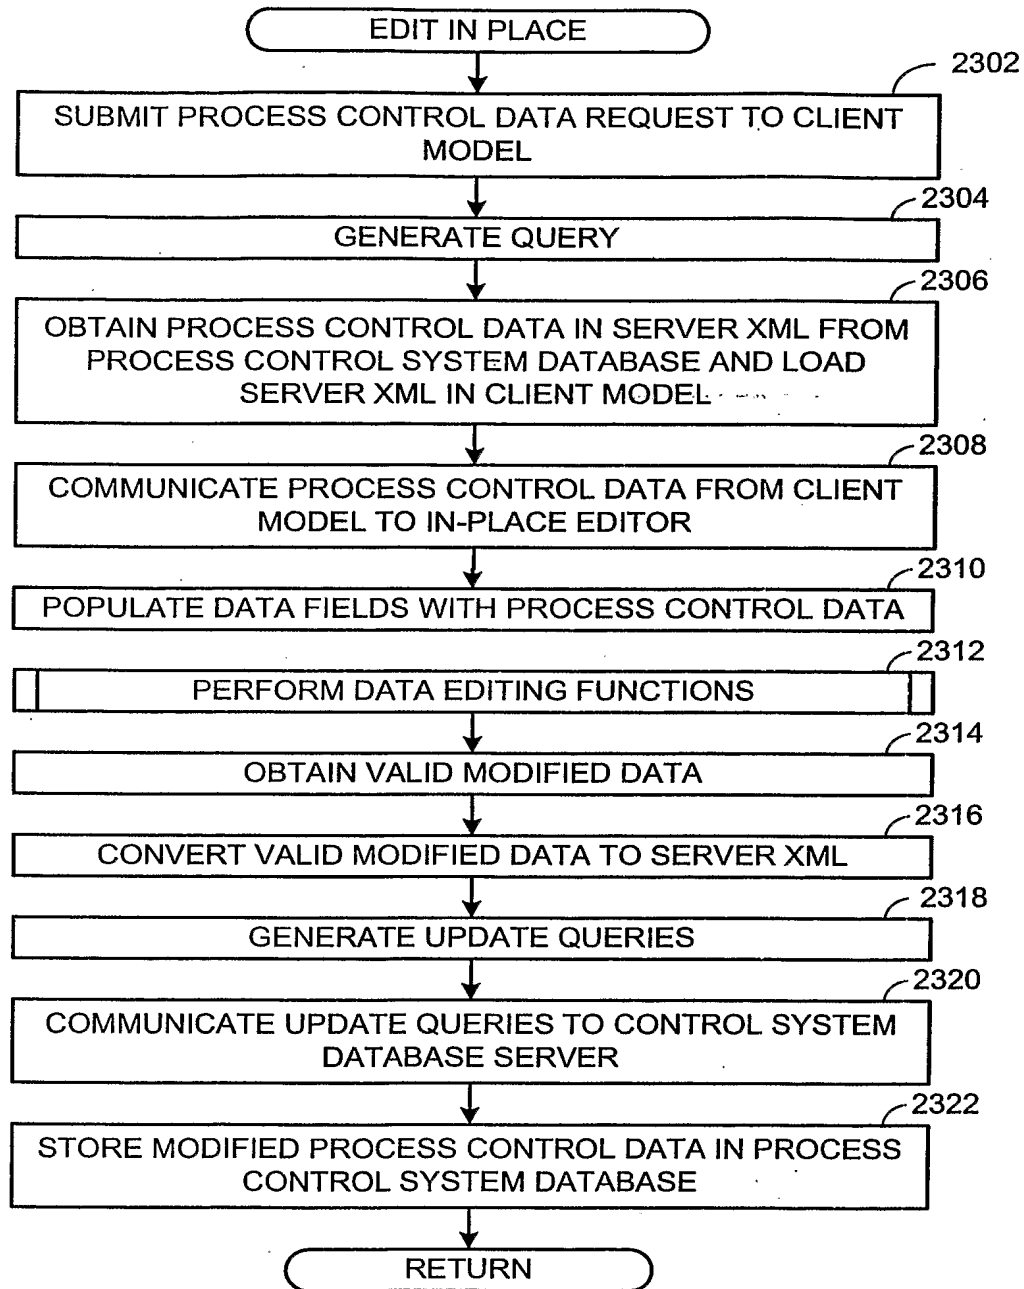 EDIT IN PLACE
2302
SUBMIT PROCESS CONTROL DATA REQUEST TO CLIENT
MODEL
2304
GENERATE QUERY
2306
OBTAIN PROCESS CONTROL DATA IN SERVER XML FROM
PROCESS CONTROL SYSTEM DATABASE AND LOAD
SERVER XML IN CLIENT MODEL
2308
COMMUNICATE PROCESS CONTROL DATA FROM CLIENT
MODEL TO IN-PLACE EDITOR
2310
POPULATE DATA FIELDS WITH PROCESS CONTROL DATA
2312
PERFORM DATA EDITING FUNCTIONS
2314
OBTAIN VALID MODIFIED DATA
2316
CONVERT VALID MODIFIED DATA TO SERVER XML
2318
GENERATE UPDATE QUERIES
2320
COMMUNICATE UPDATE QUERIES TO CONTROL SYSTEM
DATABASE SERVER
2322
STORE MODIFIED PROCESS CONTROL DATA IN PROCESS
CONTROL SYSTEM DATABASE
RETURN